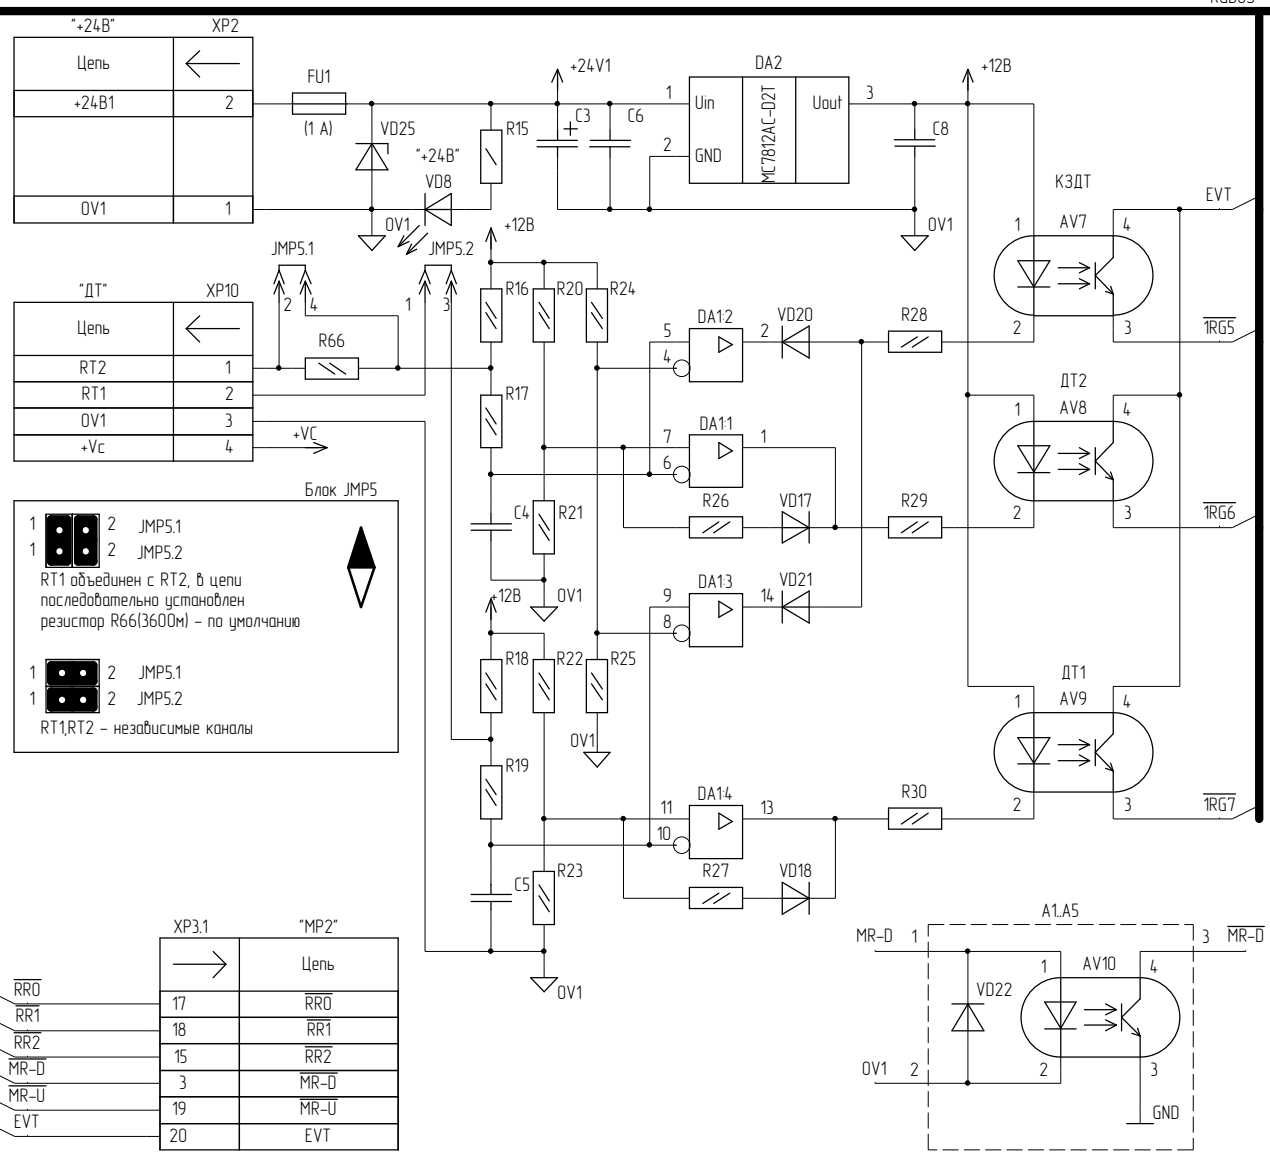 "+24В" XP2
Цепь
+24В1 2
0V1 1
FU1
(1 А)
VD25
"+24В"
VD8
R15
0V1
+24V1
C3
+
C6
DA2
1 Uin
2 GND
MC7812AC-D2T
Uout 3
C8
0V1
+12В
КЗДТ
AV7
1 4
2 3
EVT
1RG5
JMP5.1
2 4
JMP5.2
1 3
+12В
"ДТ" XP10
Цепь
RT2 1
RT1 2
0V1 3
+Vc 4
+VC
R66
R16 R20 R24
R17
DA1:2
5
4
2
VD20
R28
DA1:1
7
6
1
R26
VD17
R29
ДТ2
AV8
1 4
2 3
1RG6
C4
R21
0V1
Блок JMP5
1 2 JMP5.1
1 2 JMP5.2
RT1 объединен с RT2, в цепи
последовательно установлен
резистор R66(360Ом) – по умолчанию
1 2 JMP5.1
1 2 JMP5.2
RT1,RT2 – независимые каналы
+12В
R18 R22 R25
DA1:3
9
8
14
VD21
0V1
R19
ДТ1
AV9
1 4
2 3
1RG7
DA1:4
11
10
13
R30
R27
VD18
C5
R23
0V1
XP3.1 "MP2"
Цепь
RR0 17 RR0
RR1 18 RR1
RR2 15 RR2
MR-D 3 MR-D
MR-U 19 MR-U
EVT 20 EVT
A1..A5
MR-D 1
3 MR-D
VD22
AV10
1 4
2 3
0V1 2
GND